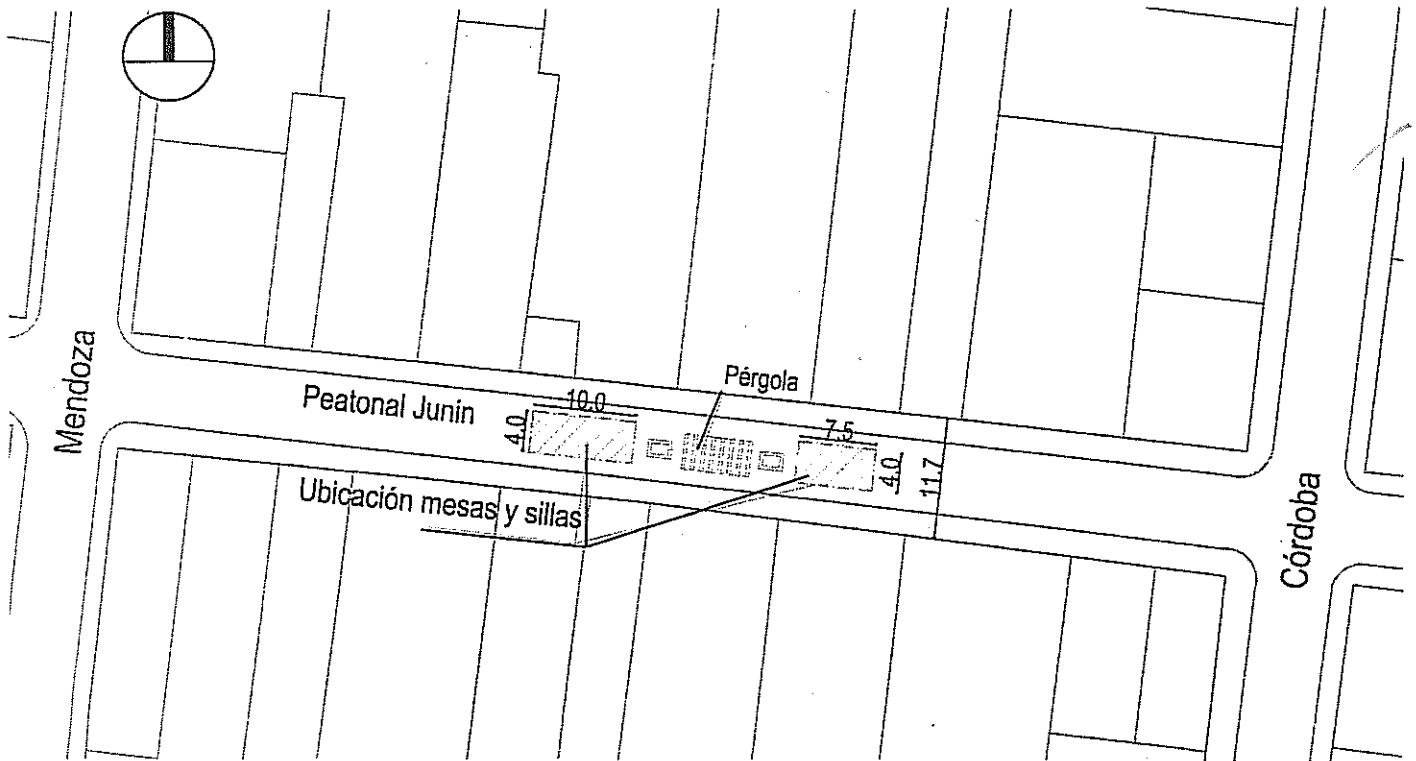 Mendoza
Peatonal Junín
Pérgola
10.0
4.0
7.5
4.0
11.7
Ubicación mesas y sillas
Córdoba